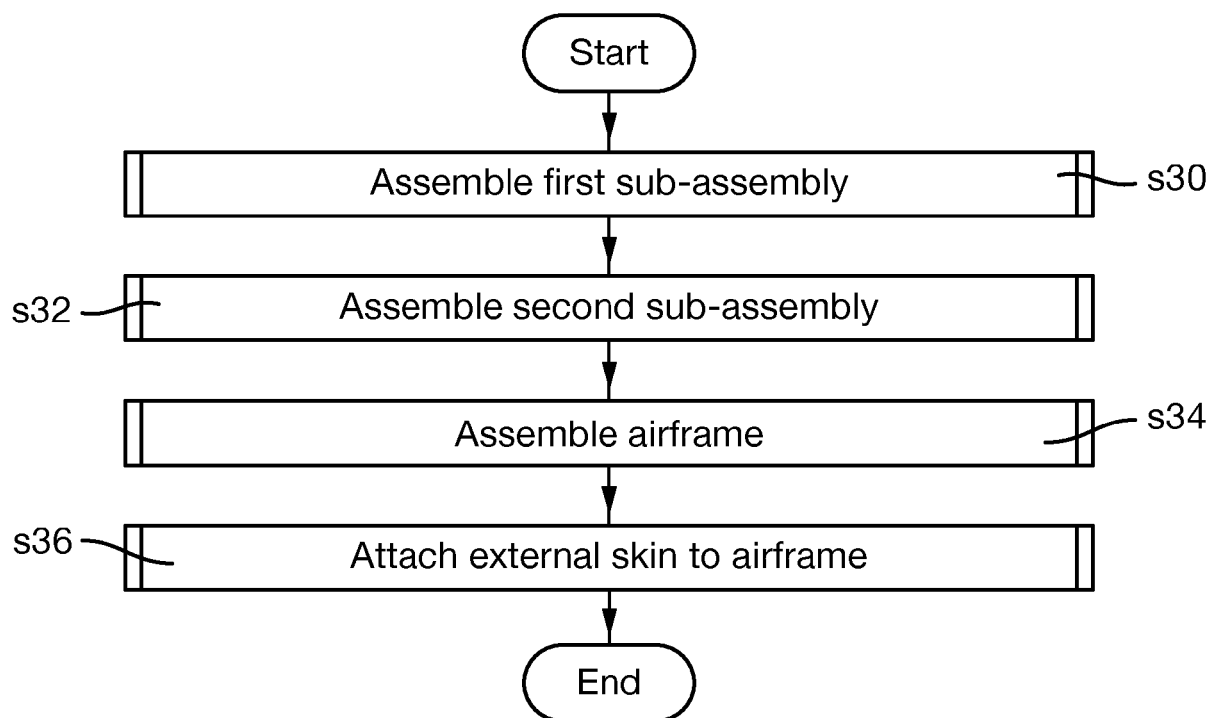 Start
Assemble first sub-assembly
s30
s32
Assemble second sub-assembly
Assemble airframe
s34
s36
Attach external skin to airframe
End